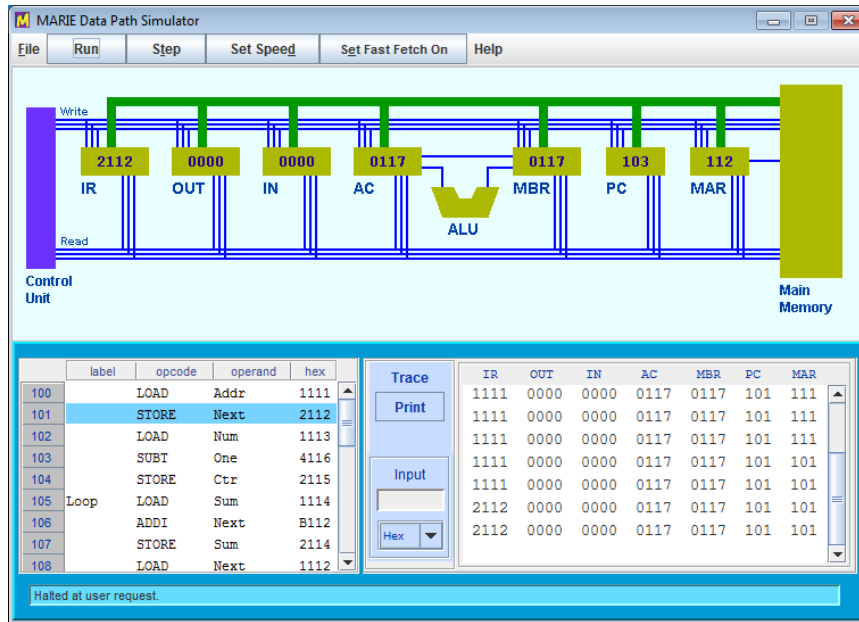 MARIE Data Path Simulator
File Run Step Set Speed Set Fast Fetch On Help
Write
2112 0000 0000 0117 0117 103 112
IR OUT IN AC MBR PC MAR
ALU
Read
Control
Unit
Main
Memory
label opcode operand hex
100 LOAD Addr 1111
101 STORE Next 2112
102 LOAD Num 1113
103 SUBT One 4116
104 STORE Ctr 2115
105 Loop LOAD Sum 1114
106 ADDI Next B112
107 STORE Sum 2114
108 LOAD Next 1112
Trace
Print
Input
Hex
IR OUT IN AC MBR PC MAR
1111 0000 0000 0117 0117 101 111
1111 0000 0000 0117 0117 101 111
1111 0000 0000 0117 0117 101 111
1111 0000 0000 0117 0117 101 101
1111 0000 0000 0117 0117 101 101
2112 0000 0000 0117 0117 101 101
2112 0000 0000 0117 0117 101 101
Halted at user request.